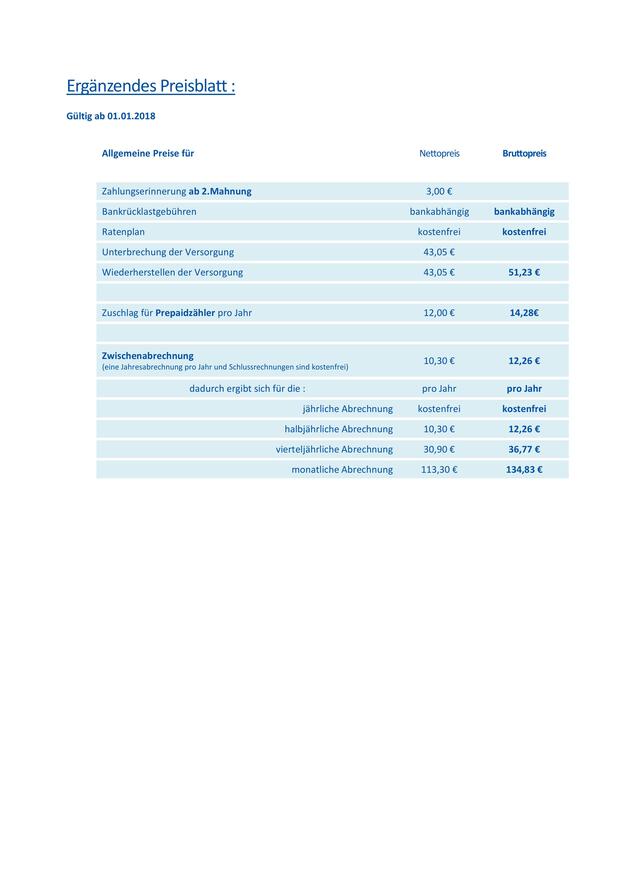 Ergänzendes Preisblatt :
Gültig ab 01.01.2018
Allgemeine Preise für Nettopreis Bruttopreis
Zahlungserinnerung ab 2.Mahnung 3,00 €
Bankrücklastgebühren bankabhängig bankabhängig
Ratenplan kostenfrei kostenfrei
Unterbrechung der Versorgung 43,05 €
Wiederherstellen der Versorgung 43,05 € 51,23 €
Zuschlag für Prepaidzähler pro Jahr 12,00 € 14,28€
Zwischenabrechnung
(eine Jahresabrechnung pro Jahr und Schlussrechnungen sind kostenfrei) 10,30 € 12,26 €
dadurch ergibt sich für die : pro Jahr pro Jahr
jährliche Abrechnung kostenfrei kostenfrei
halbjährliche Abrechnung 10,30 € 12,26 €
vierteljährliche Abrechnung 30,90 € 36,77 €
monatliche Abrechnung 113,30 € 134,83 €